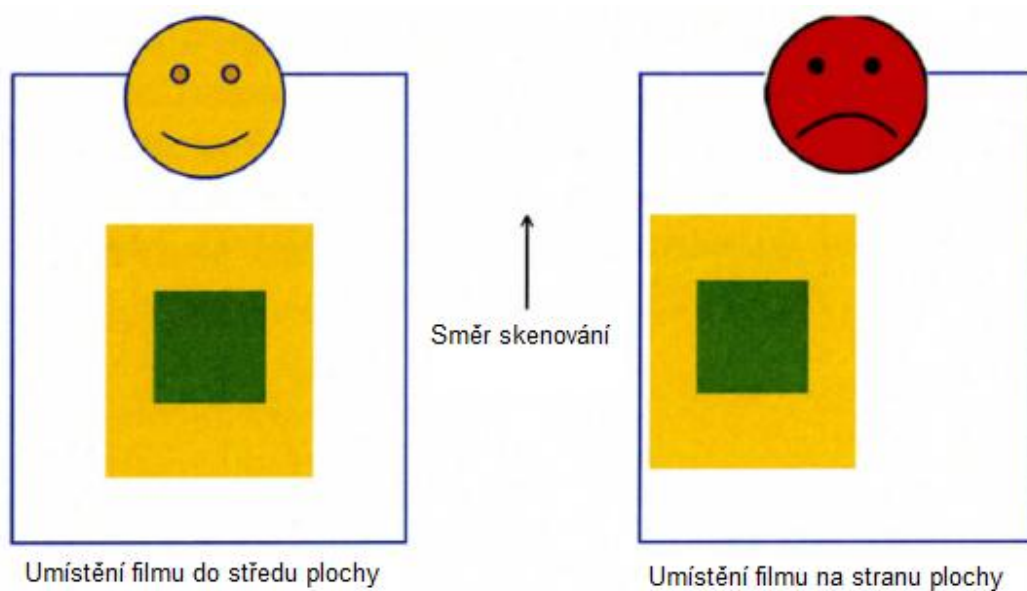 Směr skenování
Umístění filmu do středu plochy
Umístění filmu na stranu plochy